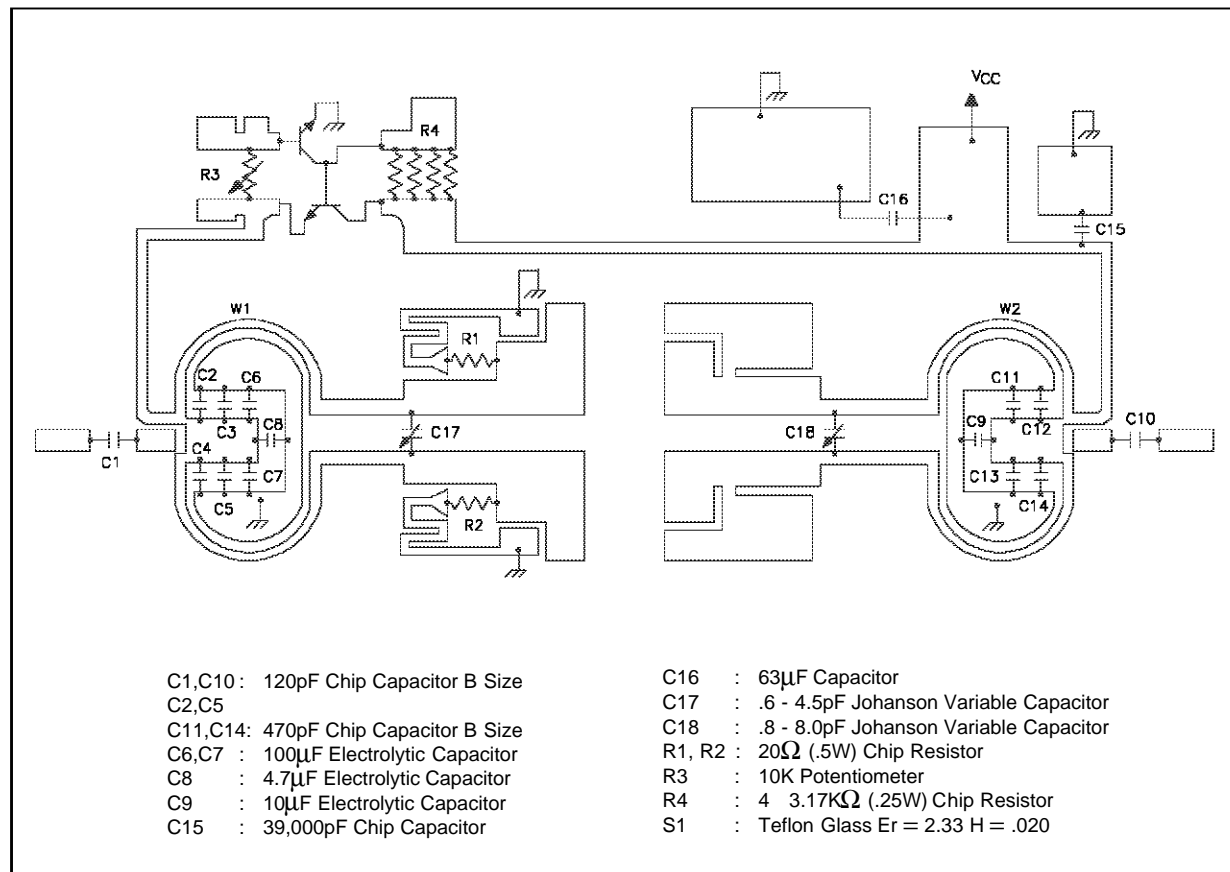 VCC
R4
R3
C16
C15
W1
W2
R1
C2 C6
C11
C3
C8
C17
C18
C9
C12
C1
C4
C10
C7
C13
C5
C14
R2
C1,C10 : 120pF Chip Capacitor B Size
C2,C5
C11,C14: 470pF Chip Capacitor B Size
C6,C7 : 100µF Electrolytic Capacitor
C8 : 4.7µF Electrolytic Capacitor
C9 : 10µF Electrolytic Capacitor
C15 : 39,000pF Chip Capacitor
C16 : 63µF Capacitor
C17 : .6 - 4.5pF Johanson Variable Capacitor
C18 : .8 - 8.0pF Johanson Variable Capacitor
R1, R2 : 20Ω (.5W) Chip Resistor
R3 : 10K Potentiometer
R4 : 4 3.17KΩ (.25W) Chip Resistor
S1 : Teflon Glass Er = 2.33 H = .020